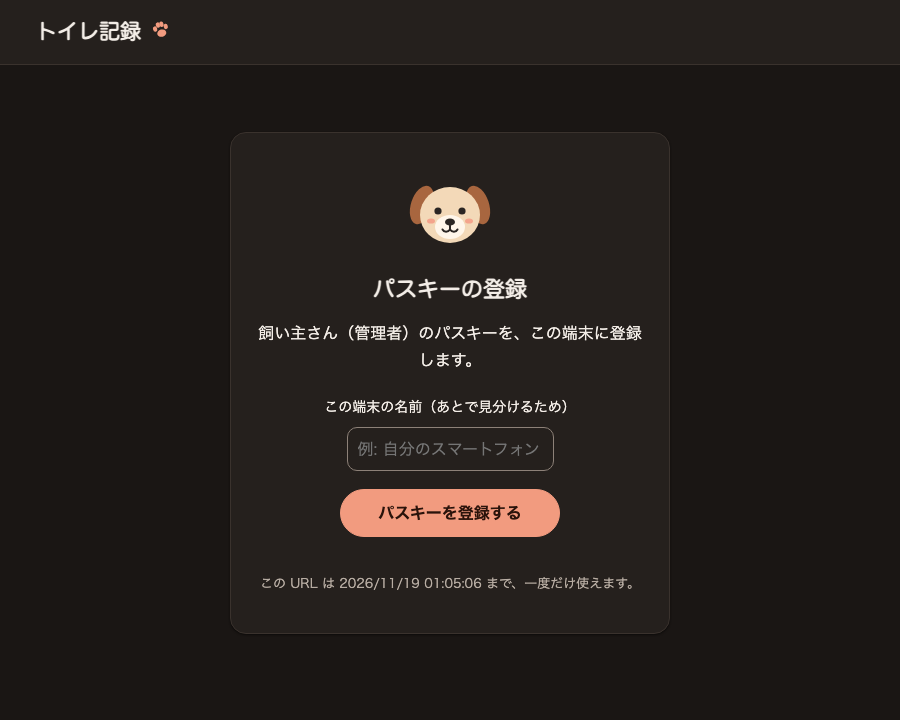 トイレ記録
パスキーの登録
飼い主さん（管理者）のパスキーを、この端末に登録
します。
この端末の名前（あとで見分けるため）
例: 自分のスマートフォン
パスキーを登録する
この URL は 2026/11/19 01:05:06 まで、一度だけ使えます。